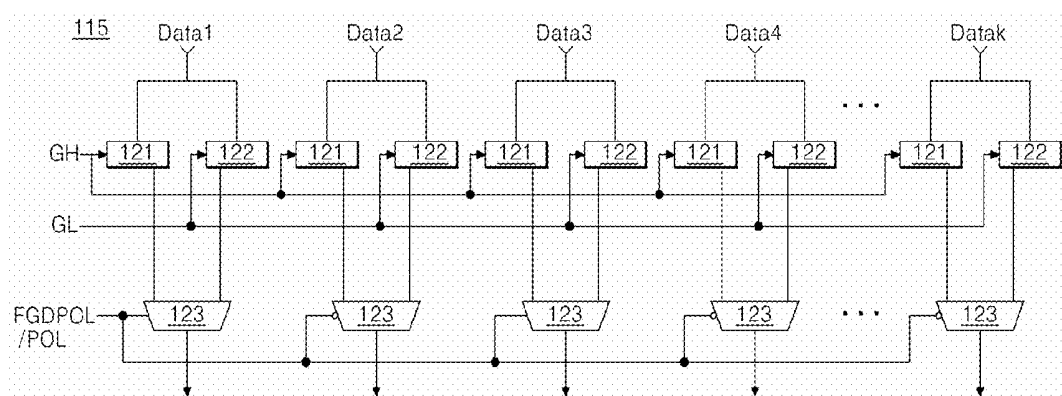 115
Data1 Data2 Data3 Data4 Datak
...
GH 121 122 121 122 121 122 121 122 121 122
GL
FGDPOL 123 123 123 123 ... 123
/POL